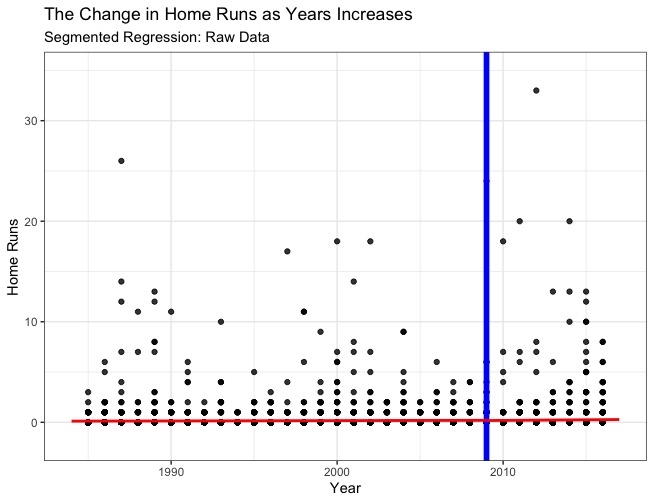 The Change in Home Runs as Years Increases
Segmented Regression: Raw Data
30
20
10
0
Home Runs
1990 2000 2010
Year